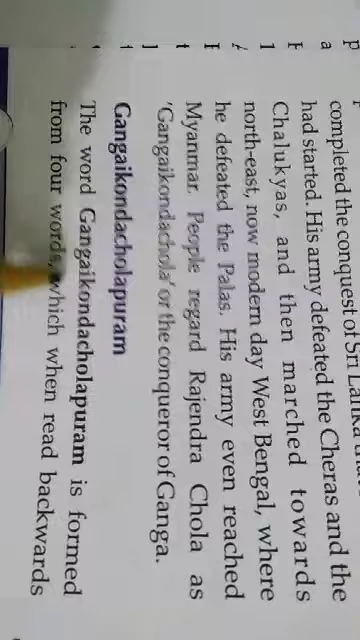 completed the conquest of Sri Lanka
had started. His army defeated the Cheras and the
Chalukyas, and then marched towards
north-east, now modern day West Bengal, where
he defeated the Palas. His army even reached
Myanmar. People regard Rajendra Chola as
'Gangaikondachola' or the conqueror of Ganga.
Gangaikondacholapuram
The word Gangaikondacholapuram is formed
from four words, which when read backwards